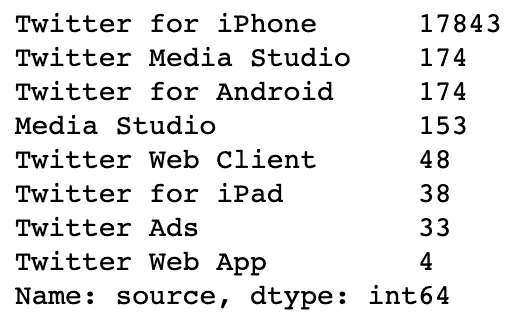 Twitter for iPhone 17843
Twitter Media Studio 174
Twitter for Android 174
Media Studio 153
Twitter Web Client 48
Twitter for iPad 38
Twitter Ads 33
Twitter Web App 4
Name: source, dtype: int64